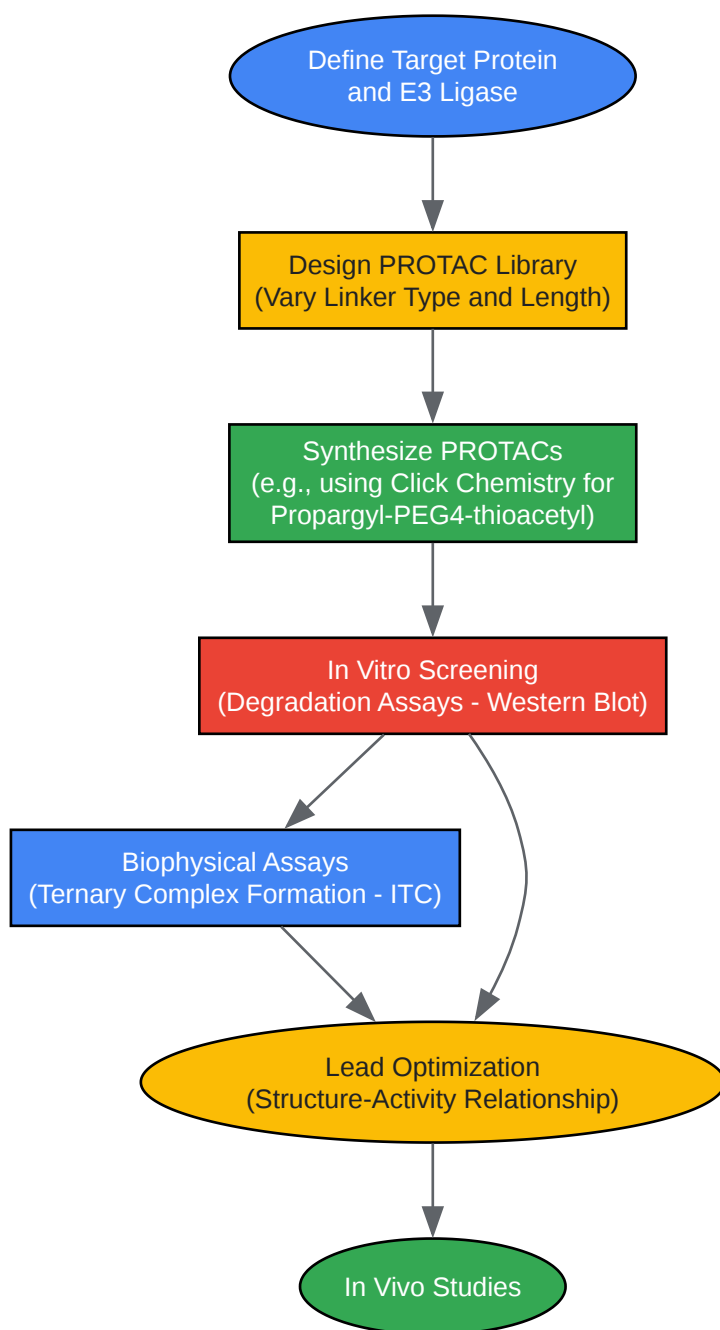 Define Target Protein
and E3 Ligase
Design PROTAC Library
(Vary Linker Type and Length)
Synthesize PROTACs
(e.g., using Click Chemistry for
Propargyl-PEG4-thioacetyl)
In Vitro Screening
(Degradation Assays - Western Blot)
Biophysical Assays
(Ternary Complex Formation - ITC)
Lead Optimization
(Structure-Activity Relationship)
In Vivo Studies